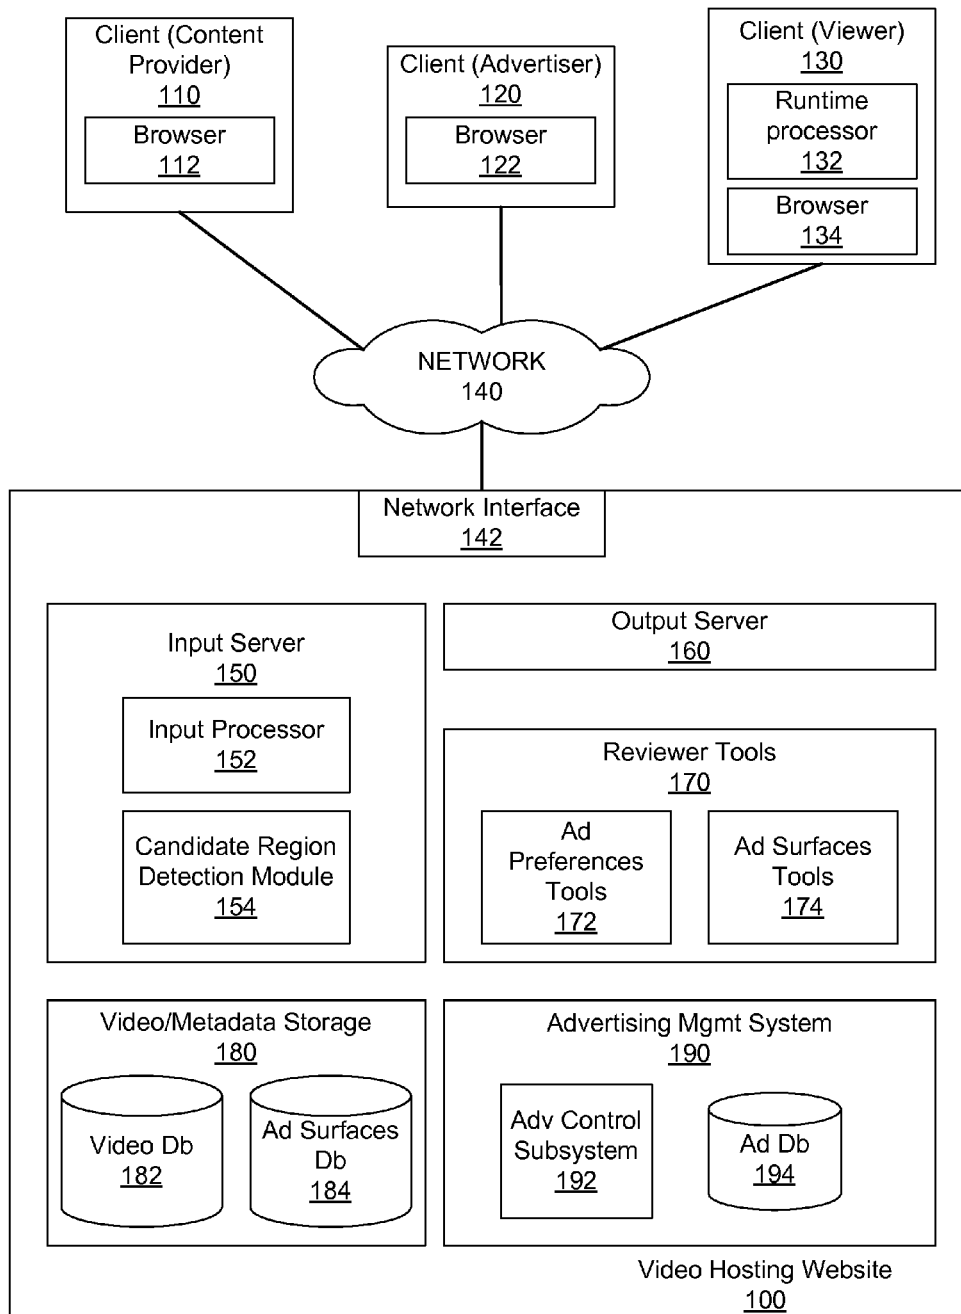 Client (Content
Provider)
110
Browser
112
Client (Advertiser)
120
Browser
122
Client (Viewer)
130
Runtime
processor
132
Browser
134
NETWORK
140
Network Interface
142
Input Server
150
Input Processor
152
Candidate Region
Detection Module
154
Output Server
160
Reviewer Tools
170
Ad
Preferences
Tools
172
Ad Surfaces
Tools
174
Video/Metadata Storage
180
Video Db
182
Ad Surfaces
Db
184
Advertising Mgmt System
190
Adv Control
Subsystem
192
Ad Db
194
Video Hosting Website
100